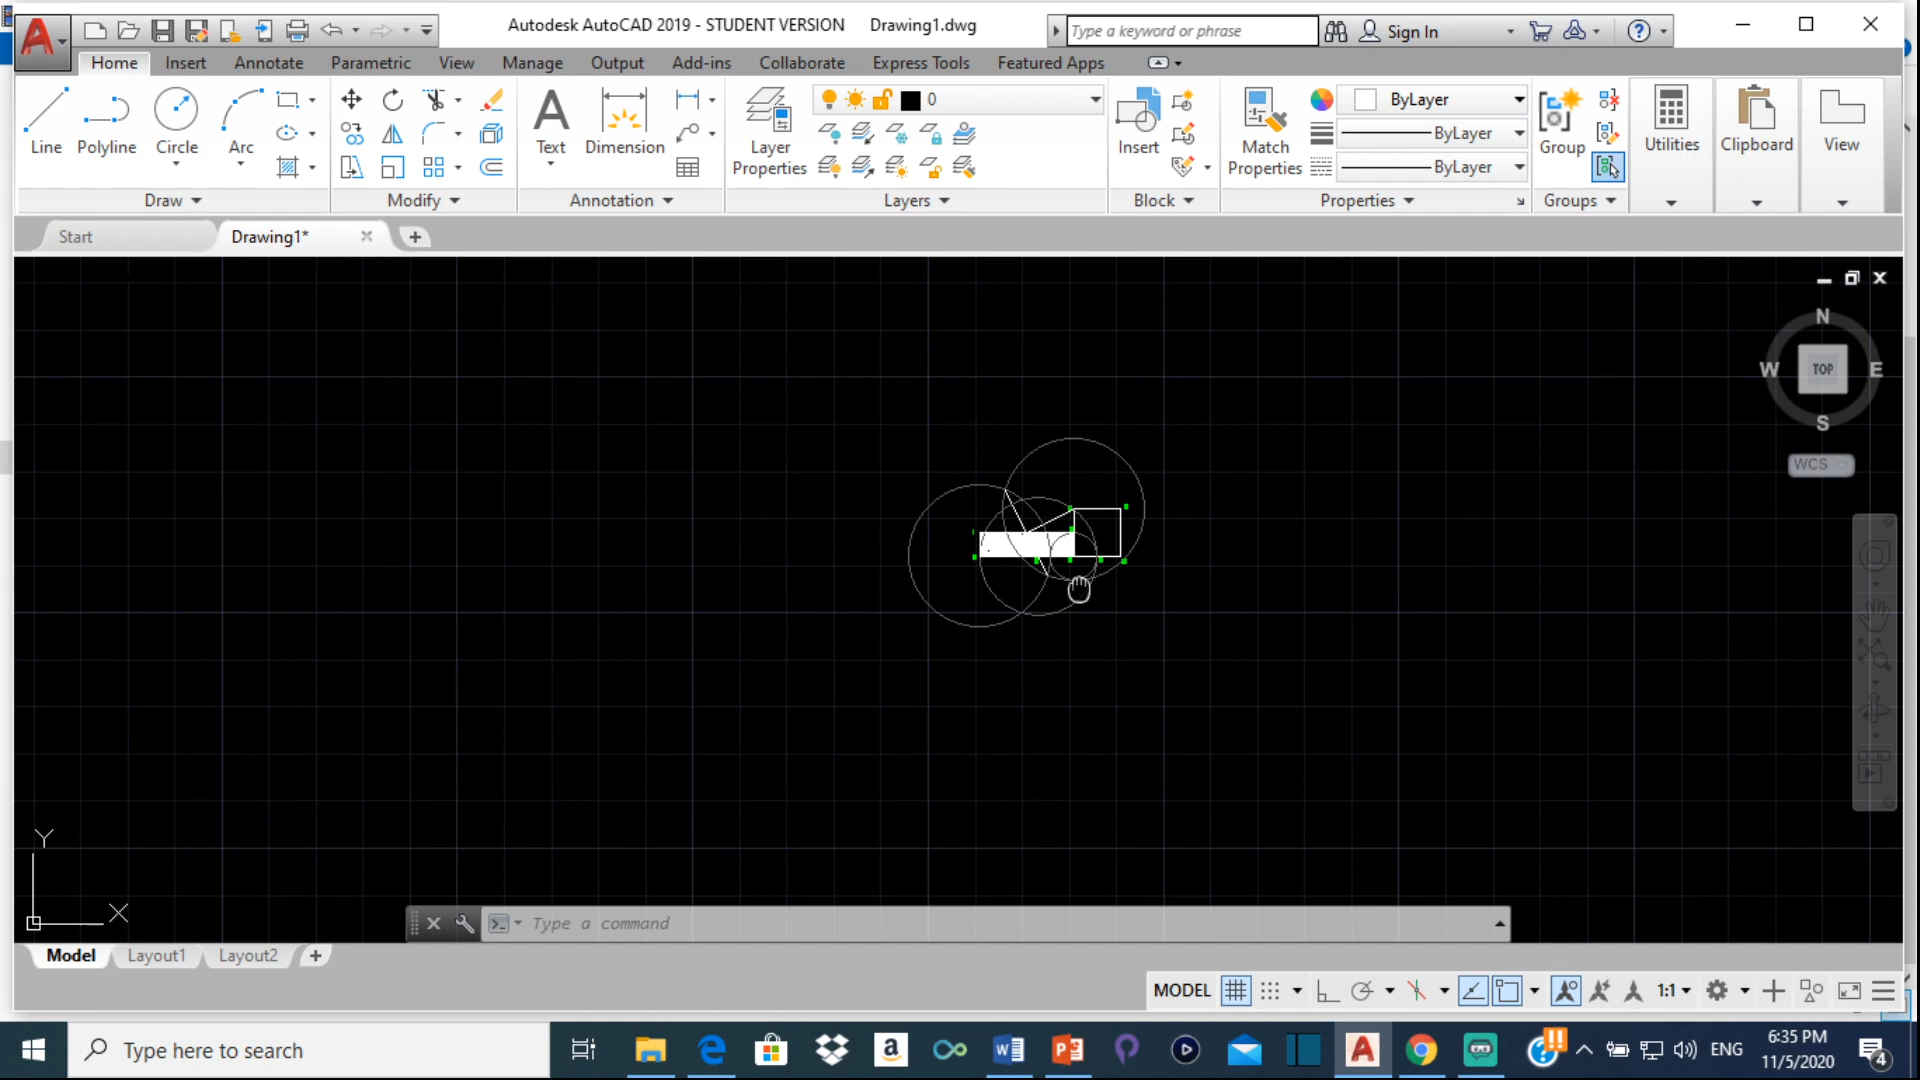 Autodesk AutoCAD 2019 - STUDENT VERSION Drawing1.dwg
Type a keyword or phrase
Sign In
Home Insert Annotate Parametric View Manage Output Add-ins Collaborate Express Tools Featured Apps
0
ByLayer
ByLayer
ByLayer
Line Polyline Circle Arc
Text Dimension
Layer Properties
Insert
Match Properties
Group
Utilities Clipboard View
Draw Modify Annotation Layers Block Properties Groups
Start Drawing1*
N
W TOP E
S
WCS
Y
X
Type a command
Model Layout1 Layout2
MODEL 1:1
Type here to search
ENG
6:35 PM
11/5/2020
4